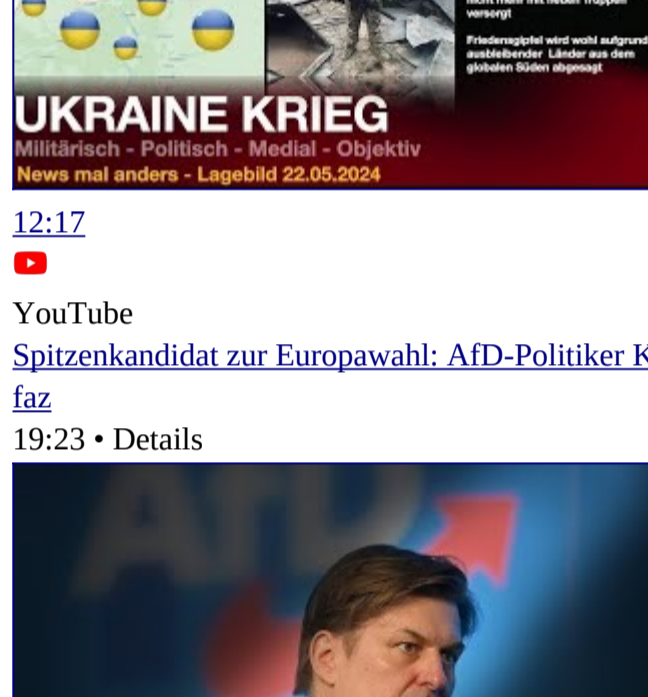 versorgt
Friedensgipfel wird wohl aufgrund
ausbleibender Länder aus dem
globalen Süden abgesagt
UKRAINE KRIEG
Militärisch - Politisch - Medial - Objektiv
News mal anders - Lagebild 22.05.2024
12:17
YouTube
Spitzenkandidat zur Europawahl: AfD-Politiker K
faz
19:23 • Details
AfD